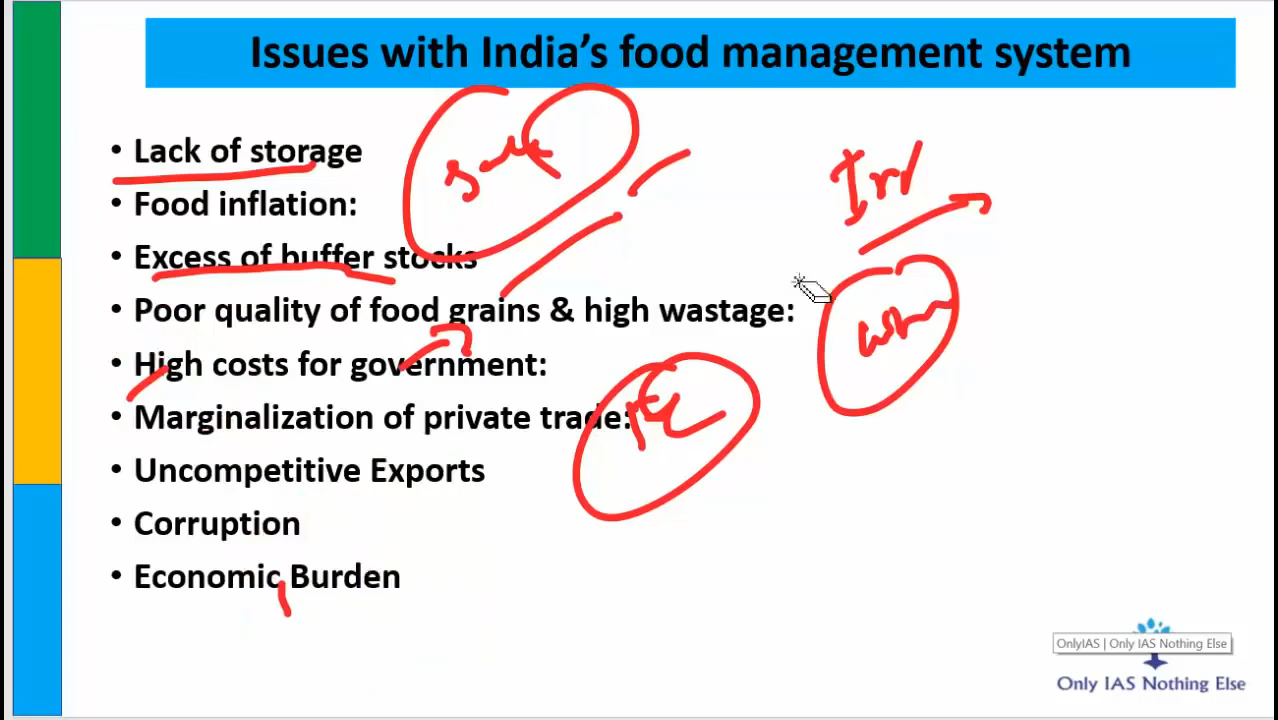 Issues with India's food management system
• Lack of storage
• Food inflation:
• Excess of buffer stocks
• Poor quality of food grains & high wastage:
• High costs for government:
• Marginalization of private trade:
• Uncompetitive Exports
• Corruption
• Economic Burden
OnlyIAS | Only IAS Nothing Else
Only IAS Nothing Else